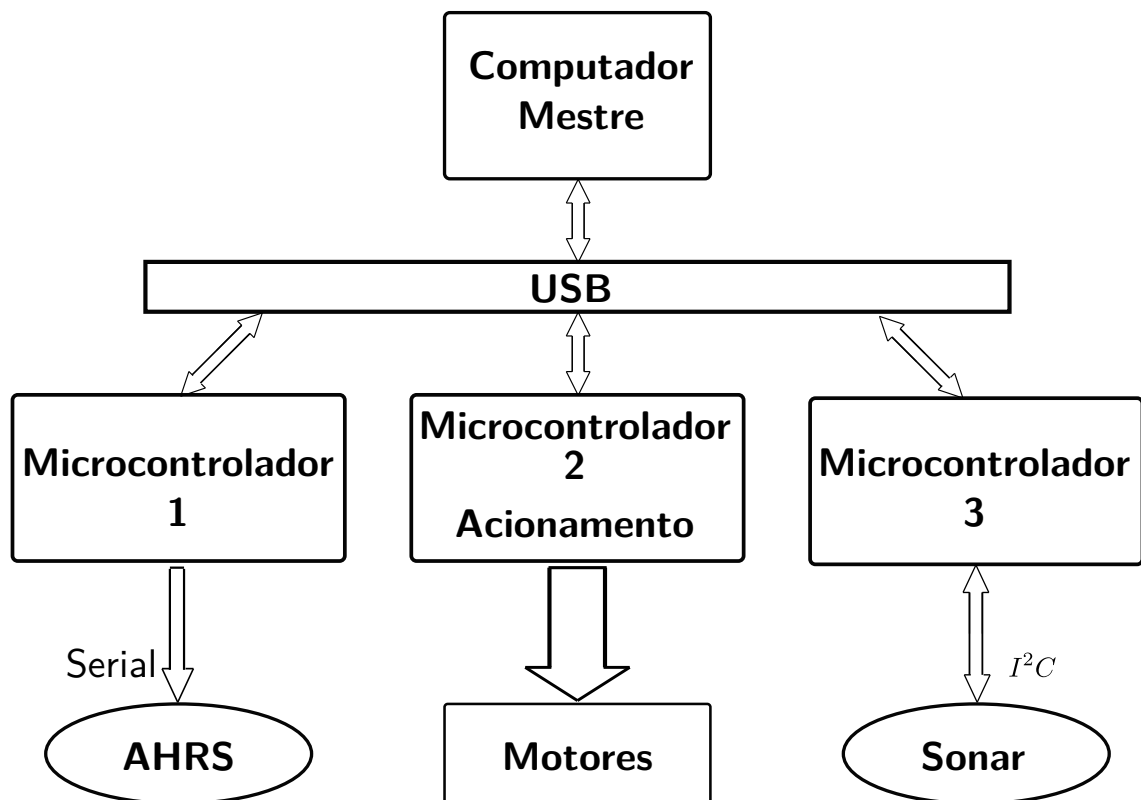 Computador
Mestre
USB
Microcontrolador
1
Microcontrolador
2
Acionamento
Microcontrolador
3
Serial
I²C
AHRS
Motores
Sonar